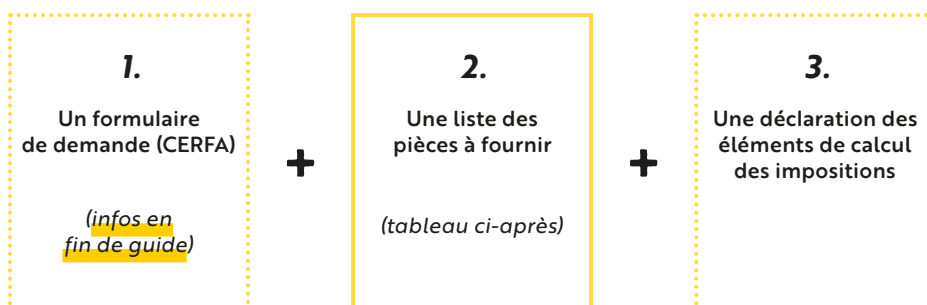 1.
Un formulaire
de demande (CERFA)
(infos en
fin de guide)
+
2.
Une liste des
pièces à fournir
(tableau ci-après)
+
3.
Une déclaration des
éléments de calcul
des impositions